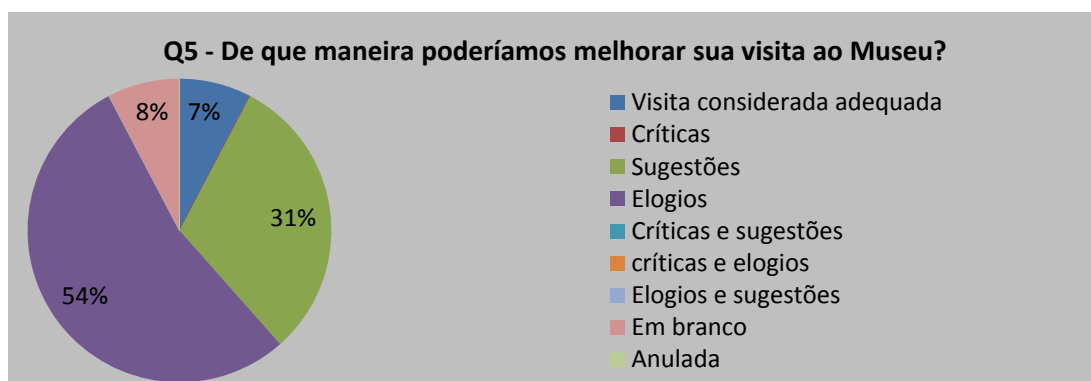 Q5 - De que maneira poderíamos melhorar sua visita ao Museu?
8%
7%
31%
54%
Visita considerada adequada
Críticas
Sugestões
Elogios
Críticas e sugestões
críticas e elogios
Elogios e sugestões
Em branco
Anulada